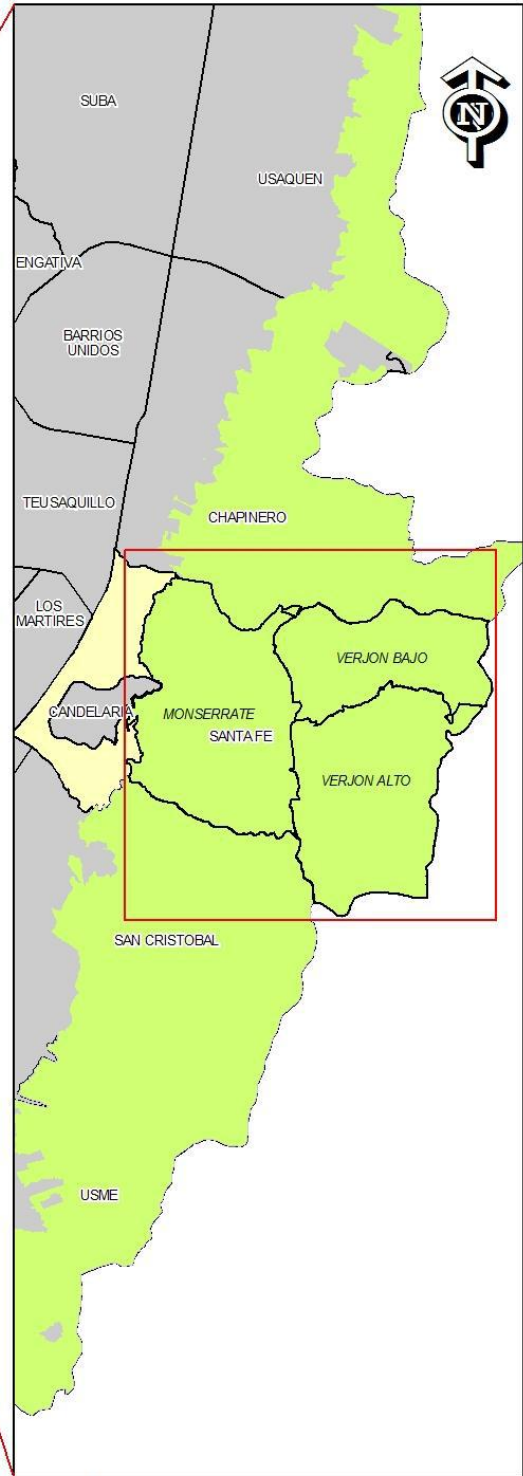 SUBA
N
USAQUEN
ENGATIVA
BARRIOS
UNIDOS
TEUSAQUILLO
CHAPINERO
LOS
MARTIRES
VERJON BAJO
CANDELARIA
MONSERRATE
SANTA FE
VERJON ALTO
SAN CRISTOBAL
USME